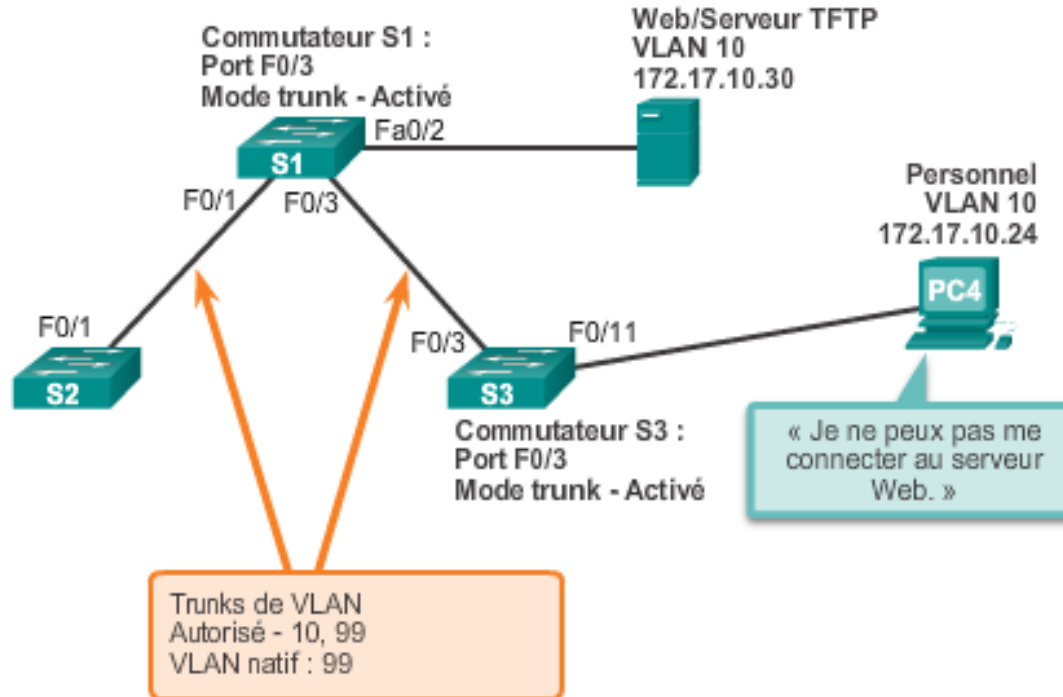 Commutateur S1 :
Port F0/3
Mode trunk - Activé
Web/Serveur TFTP
VLAN 10
172.17.10.30
Fa0/2
S1
F0/1
F0/3
Personnel
VLAN 10
172.17.10.24
PC4
F0/1
S2
F0/3
F0/11
S3
Commutateur S3 :
Port F0/3
Mode trunk - Activé
« Je ne peux pas me
connecter au serveur
Web. »
Trunks de VLAN
Autorisé - 10, 99
VLAN natif : 99